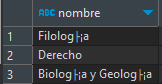 ABC nombre
1 Filolog├¡a
2 Derecho
3 Biolog├¡a y Geolog├¡a